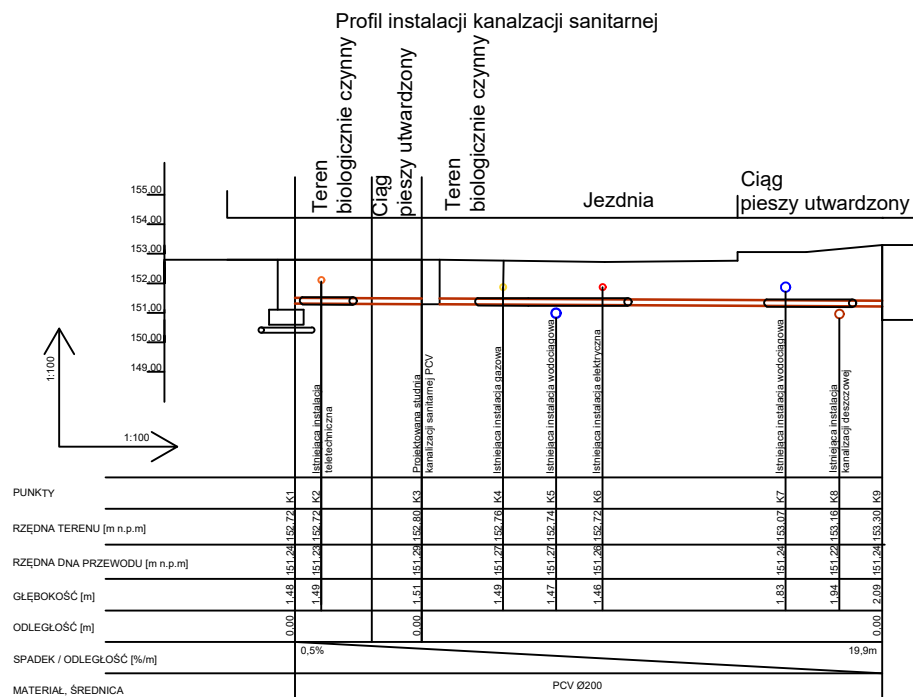 Profil instalacji kanalzacji sanitarnej
Teren
biologicznie czynny
Ciąg
pieszy utwardzony
Teren
biologicznie czynny
Jezdnia
Ciąg
pieszy utwardzony
155,00
154,00
153,00
152,00
151,00
150,00
149,00
1:100
1:100
Istniejąca instalacja
teletechniczna
Projektowana studnia
kanalizacji sanitarnej PCV
Istniejąca instalacja gazowa
Istniejąca instalacja wodociągowa
Istniejąca instalacja elektryczna
Istniejąca instalacja wodociągowa
Istniejąca instalacja
kanalizacji deszczowej
PUNKTY K1 K2 K3 K4 K5 K6 K7 K8 K9
RZĘDNA TERENU [m n.p.m] 152.72 152.72 152.80 152.76 152.74 152.72 153.07 153.16 153.30
RZĘDNA DNA PRZEWODU [m n.p.m] 151.24 151.23 151.29 151.27 151.27 151.26 151.24 151.22 151.24
GŁĘBOKOŚĆ [m] 1.48 1.49 1.51 1.49 1.47 1.46 1.83 1.94 2.09
ODLEGŁOŚĆ [m] 0.00 0.00 0.00
SPADEK / ODLEGŁOŚĆ [%/m] 0,5% 19,9m
MATERIAŁ, ŚREDNICA PCV Ø200